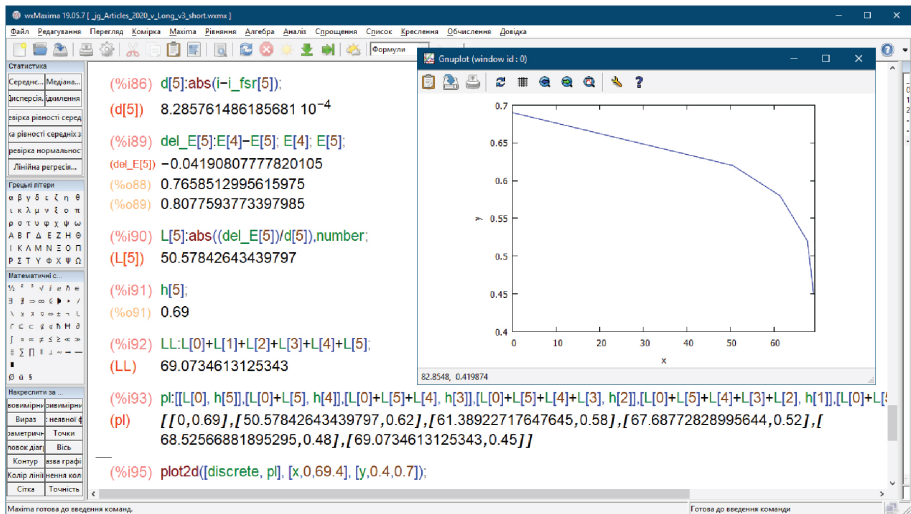 wxMaxima 19.05.7 [ _jg_Articles_2020_v_Long_v3_short.wxmx ]
Файл Редагування Перегляд Комірка Maxima Рівняння Алгебра Аналіз Спрощення Список Креслення Обчислення Довідка
Формули
Статистика
Середнє... Медіана...
Дисперсія...
Лінійна регресія...
Грецькі літери
α β γ δ ε ζ η θ
ι κ λ μ ν ξ ο π
ρ σ τ υ φ χ ψ ω
Α Β Γ Δ Ε Ζ Η Θ
Ι Κ Λ Μ Ν Ξ Ο Π
Ρ Σ Τ Υ Φ Χ Ψ Ω
Математичні с...
Накреслити за ...
Вираз
Точки
Вісь
Контур
Сітка Точність
(%i86) d[5]:abs(i−i_fsr[5]);
(d[5]) 8.285761486185681 10⁻⁴
(%i89) del_E[5]:E[4]−E[5]; E[4]; E[5];
(del_E[5]) −0.04190807777820105
(%o88) 0.7658512995615975
(%o89) 0.8077593773397985
(%i90) L[5]:abs((del_E[5])/d[5]),number;
(L[5]) 50.57842643439797
(%i91) h[5];
(%o91) 0.69
(%i92) LL:L[0]+L[1]+L[2]+L[3]+L[4]+L[5];
(LL) 69.0734613125343
(%i93) pl:[[L[0], h[5]],[L[0]+L[5], h[4]],[L[0]+L[5]+L[4], h[3]],[L[0]+L[5]+L[4]+L[3], h[2]],[L[0]+L[5]+L[4]+L[3]+L[2], h[1]],[L[0]+L[5
(pl) [[0,0.69],[50.57842643439797,0.62],[61.38922717647645,0.58],[67.68772828995644,0.52],[
68.52566881895295,0.48],[69.0734613125343,0.45]]
(%i95) plot2d([discrete, pl], [x,0,69.4], [y,0.4,0.7]);
Gnuplot (window id : 0)
0.7
0.65
0.6
0.55
0.5
0.45
0.4
y
0 10 20 30 40 50 60
x
82.8548, 0.419874
Maxima готова до введення команд.
Готова до введення команди